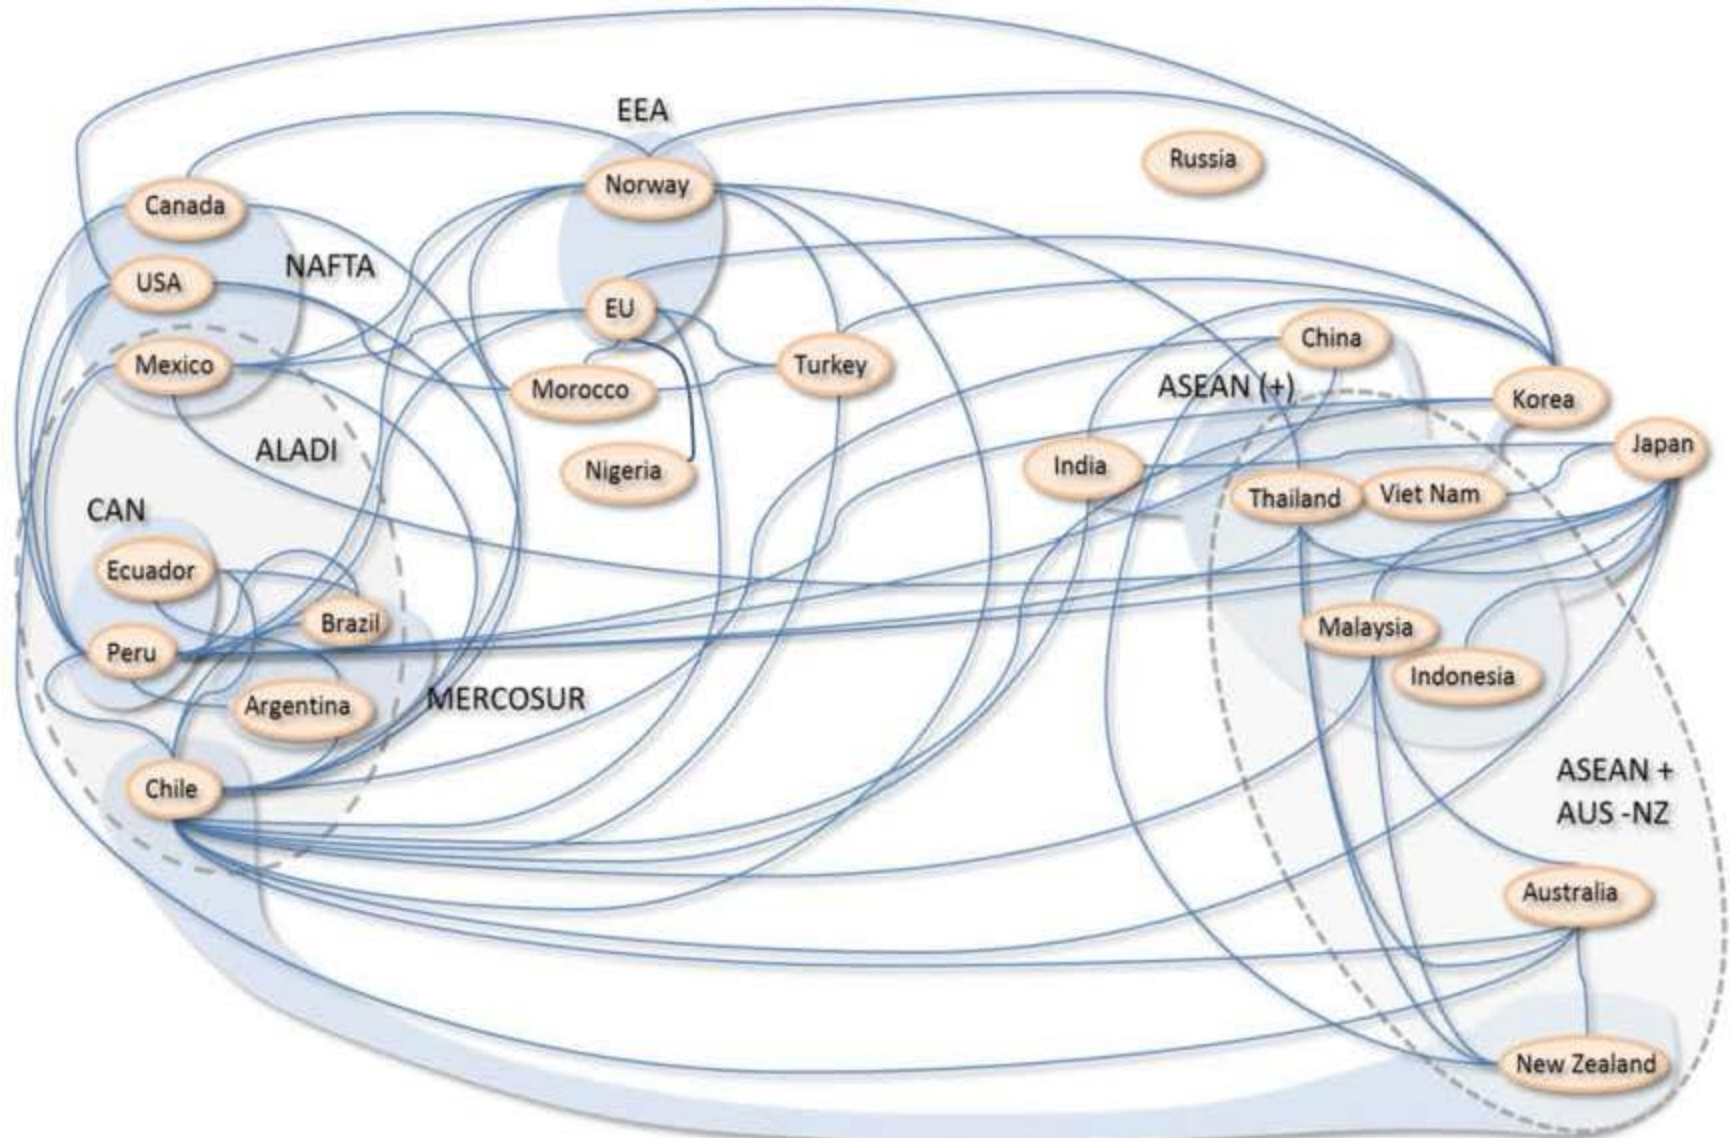 EEA
Norway
Russia
Canada
NAFTA
USA
EU
China
Mexico
Turkey
Morocco
ASEAN (+)
Korea
ALADI
Japan
Nigeria
India
Thailand
Viet Nam
CAN
Ecuador
Brazil
Malaysia
Peru
Indonesia
Argentina
MERCOSUR
Chile
ASEAN +
AUS -NZ
Australia
New Zealand